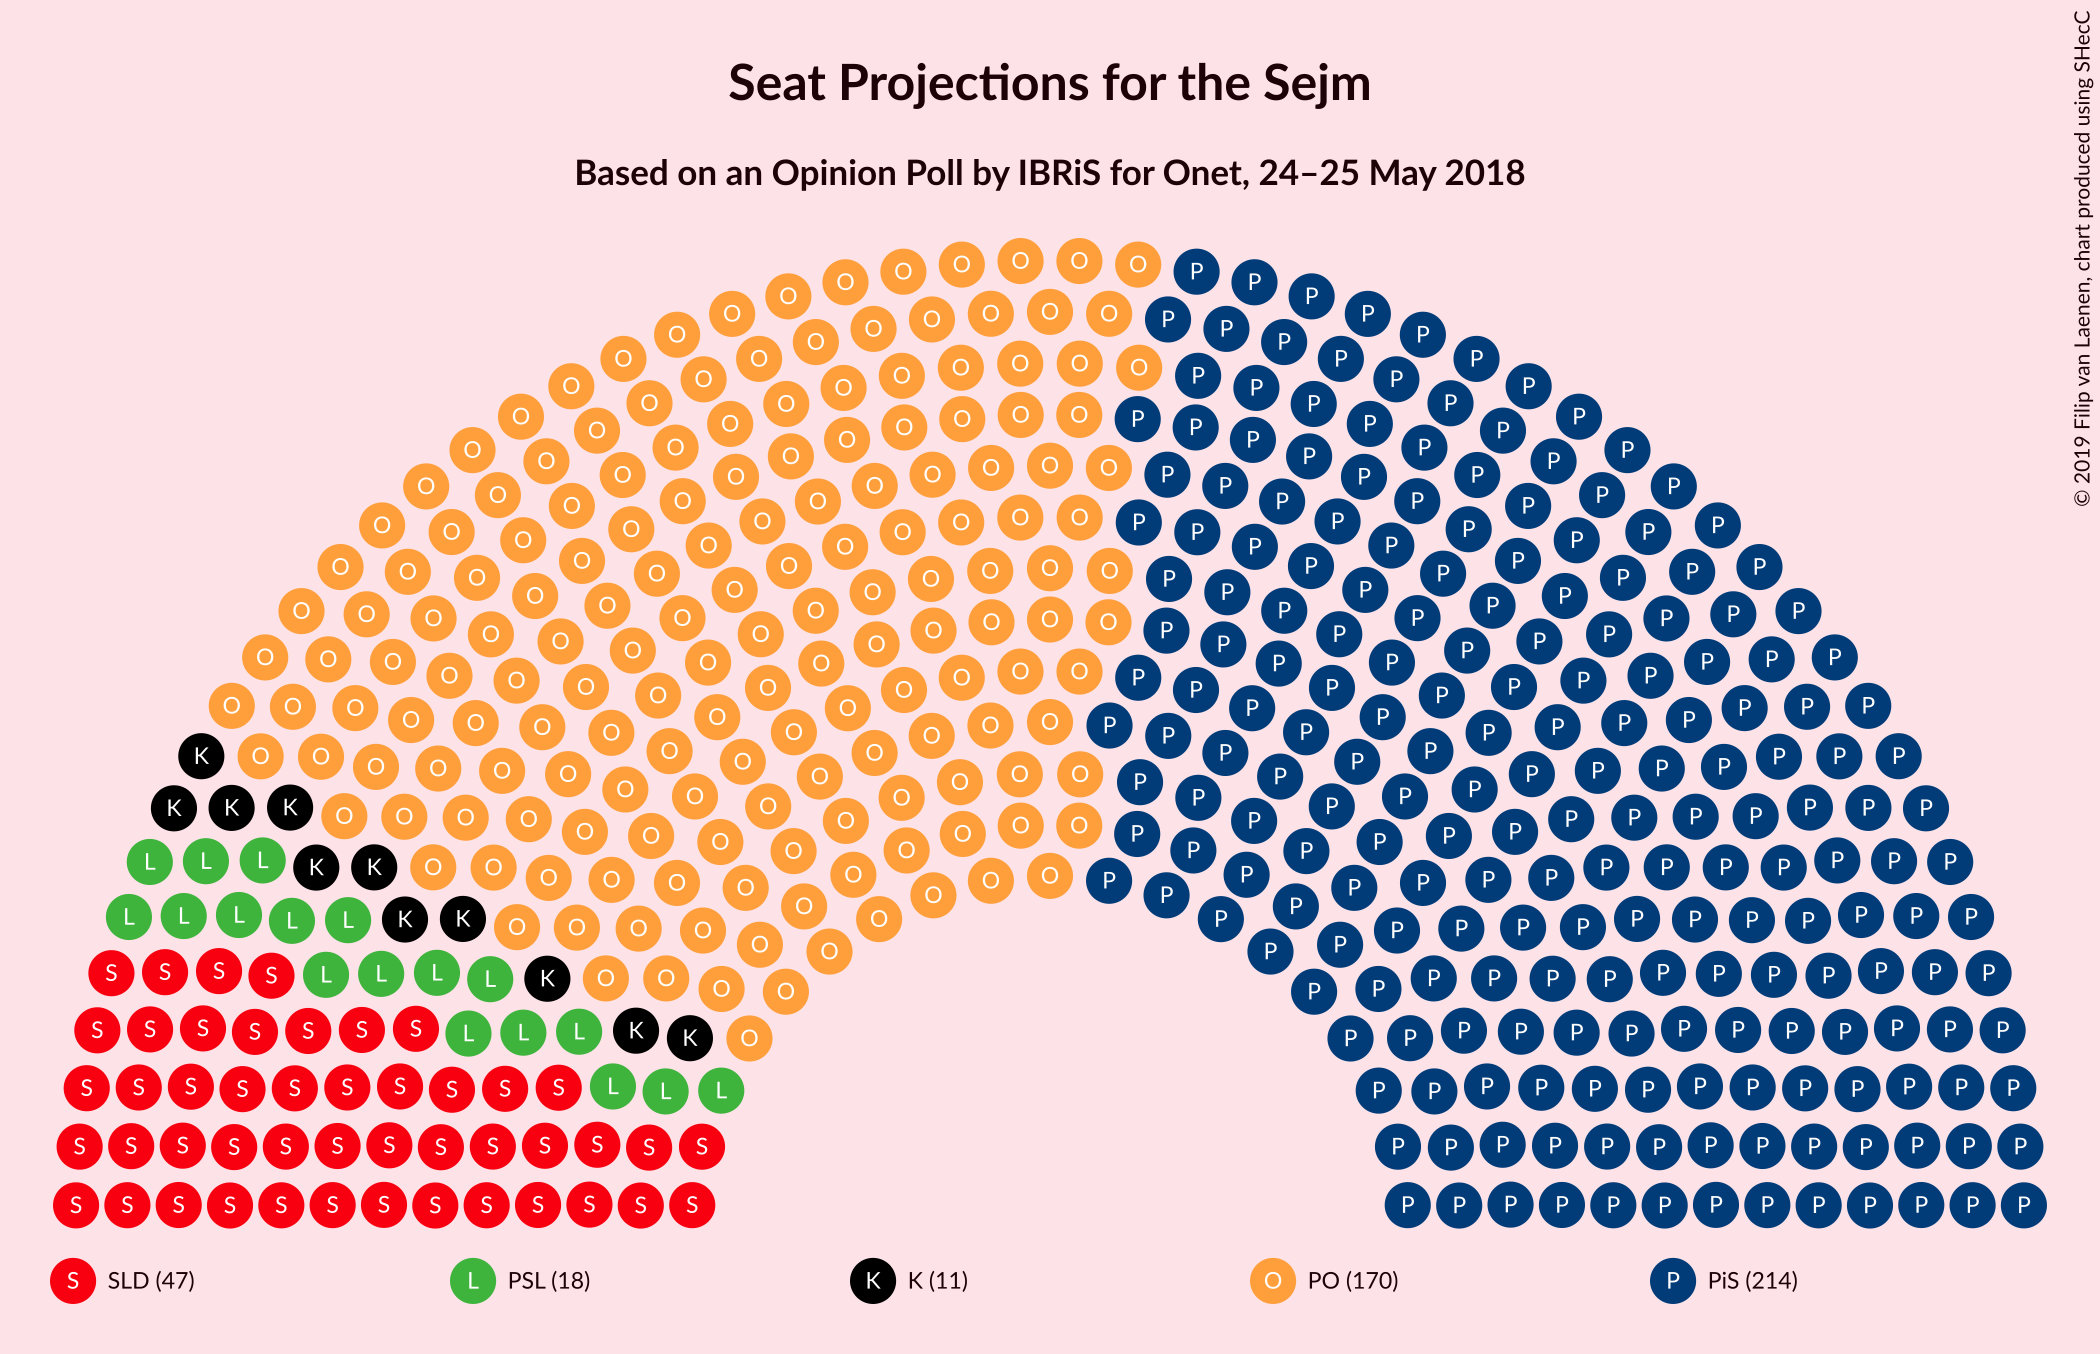 Seat Projections for the Sejm
Based on an Opinion Poll by IBRiS for Onet, 24–25 May 2018
© 2019 Filip van Laenen, chart produced using SHecC
S SLD (47)
L PSL (18)
K K (11)
O PO (170)
P PiS (214)